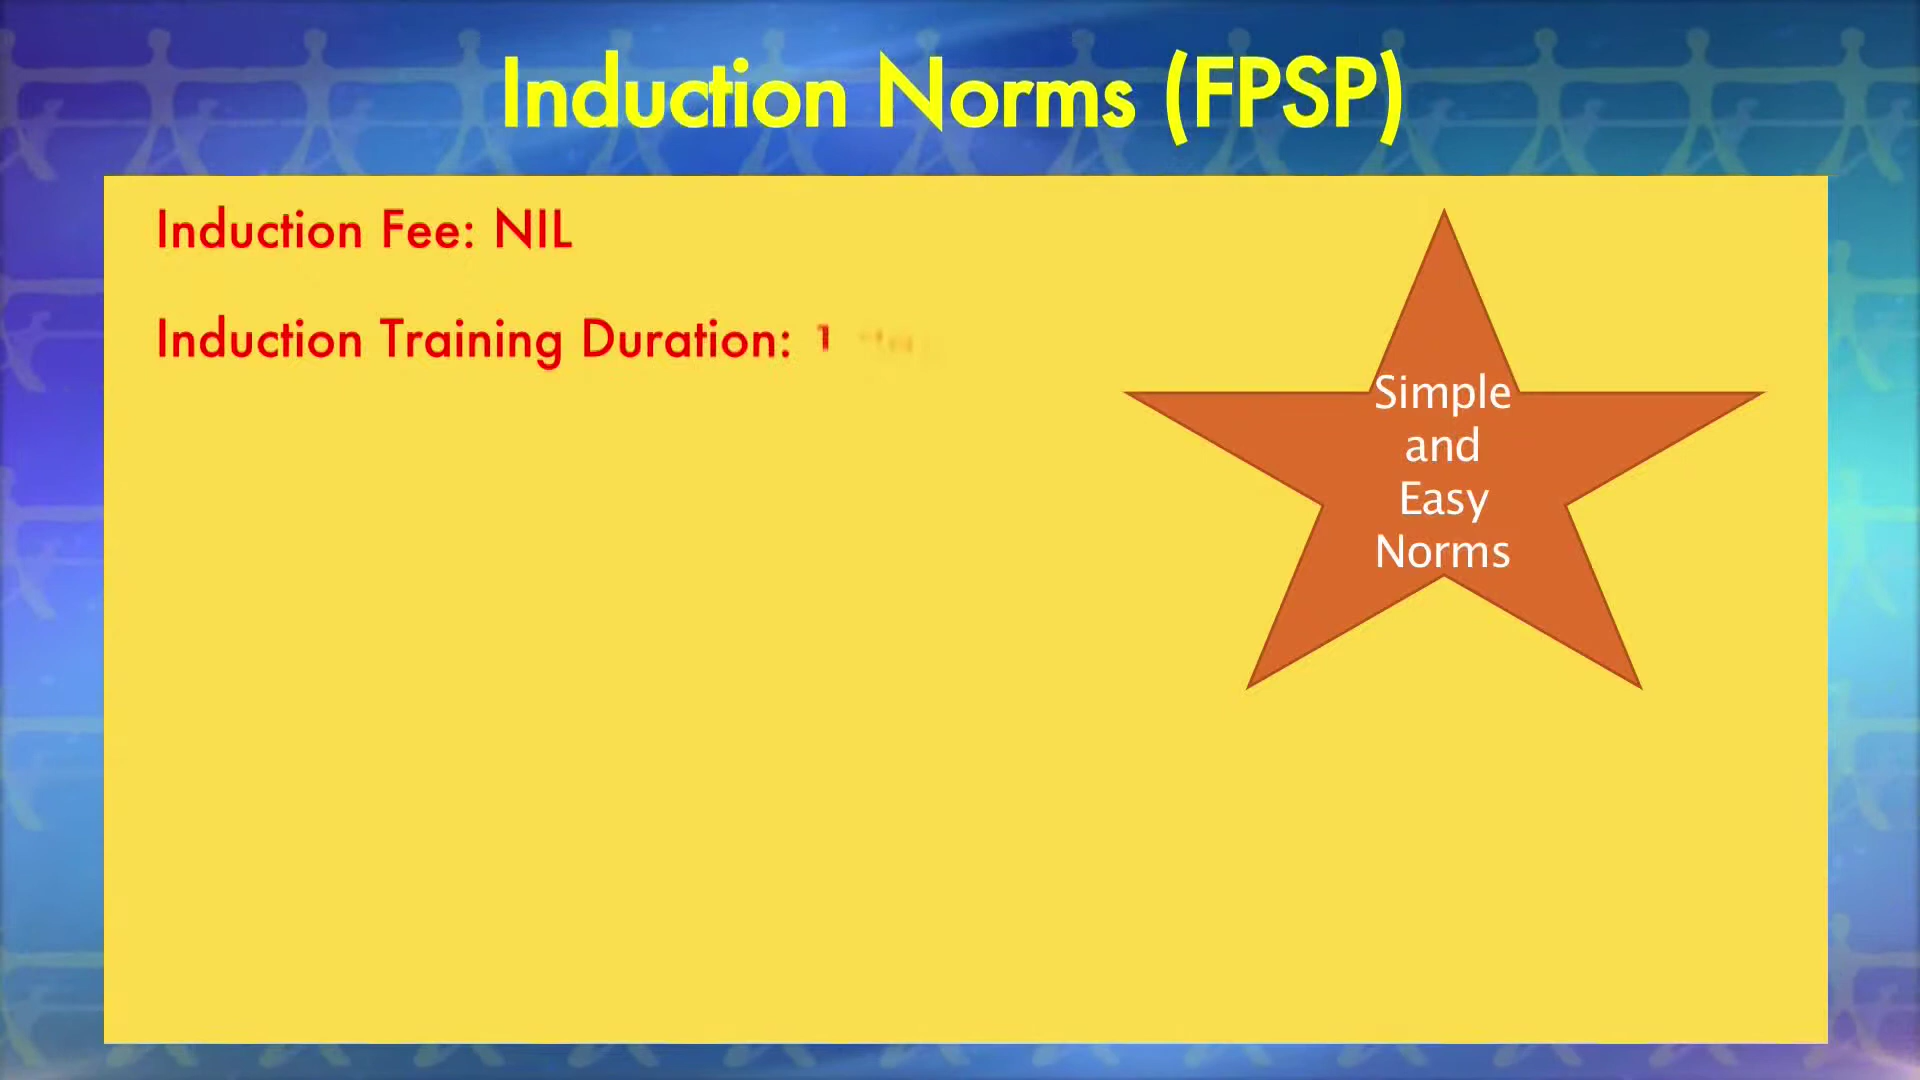 Induction Norms (FPSP)
Induction Fee: NIL
Induction Training Duration: 1
Simple
and
Easy
Norms